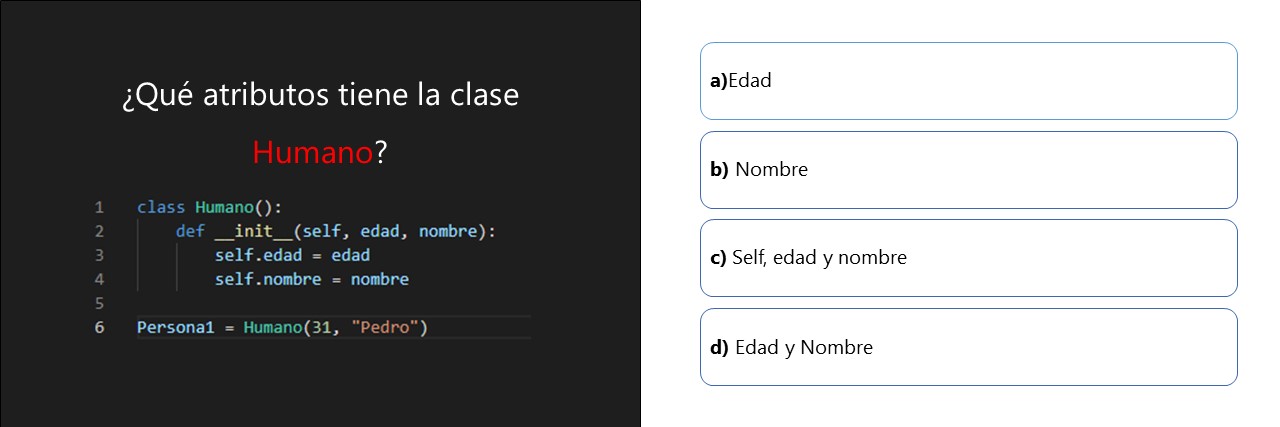 ¿Qué atributos tiene la clase
Humano?
1 class Humano():
2     def __init__(self, edad, nombre):
3         self.edad = edad
4         self.nombre = nombre
5
6 Persona1 = Humano(31, "Pedro")
a)Edad
b) Nombre
c) Self, edad y nombre
d) Edad y Nombre